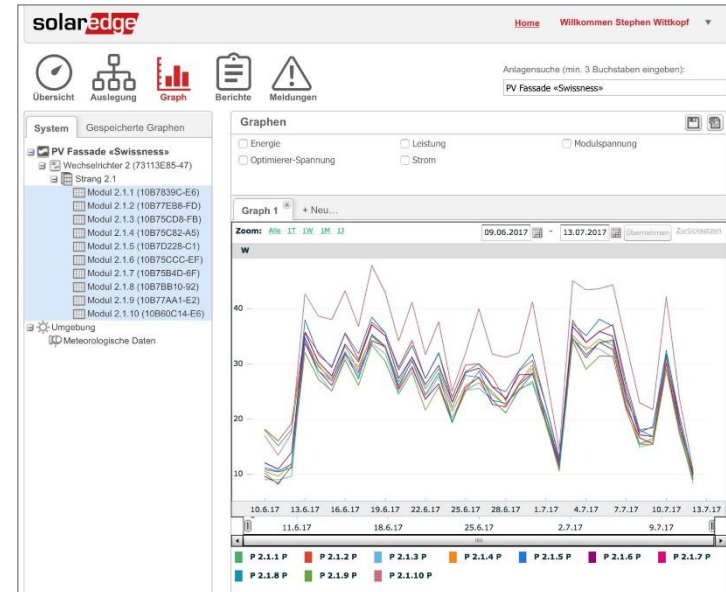 solaredge
Home Willkommen Stephen Wittkopf
Übersicht Auslegung Graph Berichte Meldungen
Anlagensuche (min. 3 Buchstaben eingeben):
PV Fassade «Swissness»
System Gespeicherte Graphen
PV Fassade «Swissness»
Wechselrichter 2 (73113E85-47)
Strang 2.1
Modul 2.1.1 (10B7839C-E6)
Modul 2.1.2 (10B77EB8-FD)
Modul 2.1.3 (10B75CD8-FB)
Modul 2.1.4 (10B75C82-A5)
Modul 2.1.5 (10B7D228-C1)
Modul 2.1.6 (10B75CCC-EF)
Modul 2.1.7 (10B75B4D-6F)
Modul 2.1.8 (10B7BB10-92)
Modul 2.1.9 (10B77AA1-E2)
Modul 2.1.10 (10B60C14-E6)
Umgebung
Meteorologische Daten
Graphen
Energie Leistung Modulspannung
Optimierer-Spannung Strom
Graph 1 + Neu...
Zoom: Alle 1T 1W 1M 1J 09.06.2017 - 13.07.2017 Übernehmen Zurücksetzen
W
40
30
20
10
10.6.17 13.6.17 16.6.17 19.6.17 22.6.17 25.6.17 28.6.17 1.7.17 4.7.17 7.7.17 10.7.17 13.7.17
11.6.17 18.6.17 25.6.17 2.7.17 9.7.17
P 2.1.1 P P 2.1.2 P P 2.1.3 P P 2.1.4 P P 2.1.5 P P 2.1.6 P P 2.1.7 P
P 2.1.8 P P 2.1.9 P P 2.1.10 P